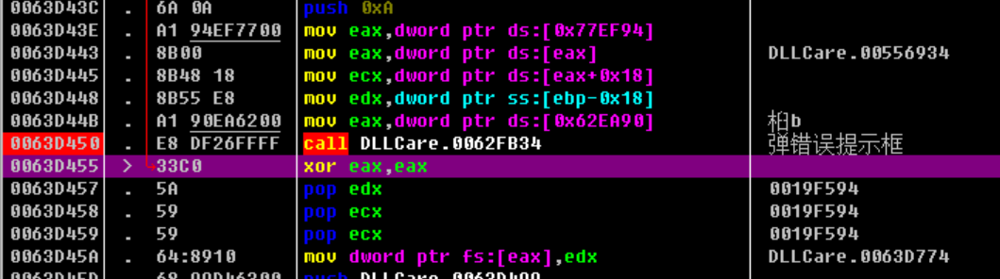 0063D43C . 6A 0A push 0xA
0063D43E . A1 94EF7700 mov eax,dword ptr ds:[0x77EF94]
0063D443 . 8B00 mov eax,dword ptr ds:[eax] DLLCare.00556934
0063D445 . 8B48 18 mov ecx,dword ptr ds:[eax+0x18]
0063D448 . 8B55 E8 mov edx,dword ptr ss:[ebp-0x18]
0063D44B . A1 90EA6200 mov eax,dword ptr ds:[0x62EA90] b
0063D450 . E8 DF26FFFF call DLLCare.0062FB34 弹错误提示框
0063D455 > 33C0 xor eax,eax
0063D457 . 5A pop edx 0019F594
0063D458 . 59 pop ecx 0019F594
0063D459 . 59 pop ecx 0019F594
0063D45A . 64:8910 mov dword ptr fs:[eax],edx DLLCare.0063D774